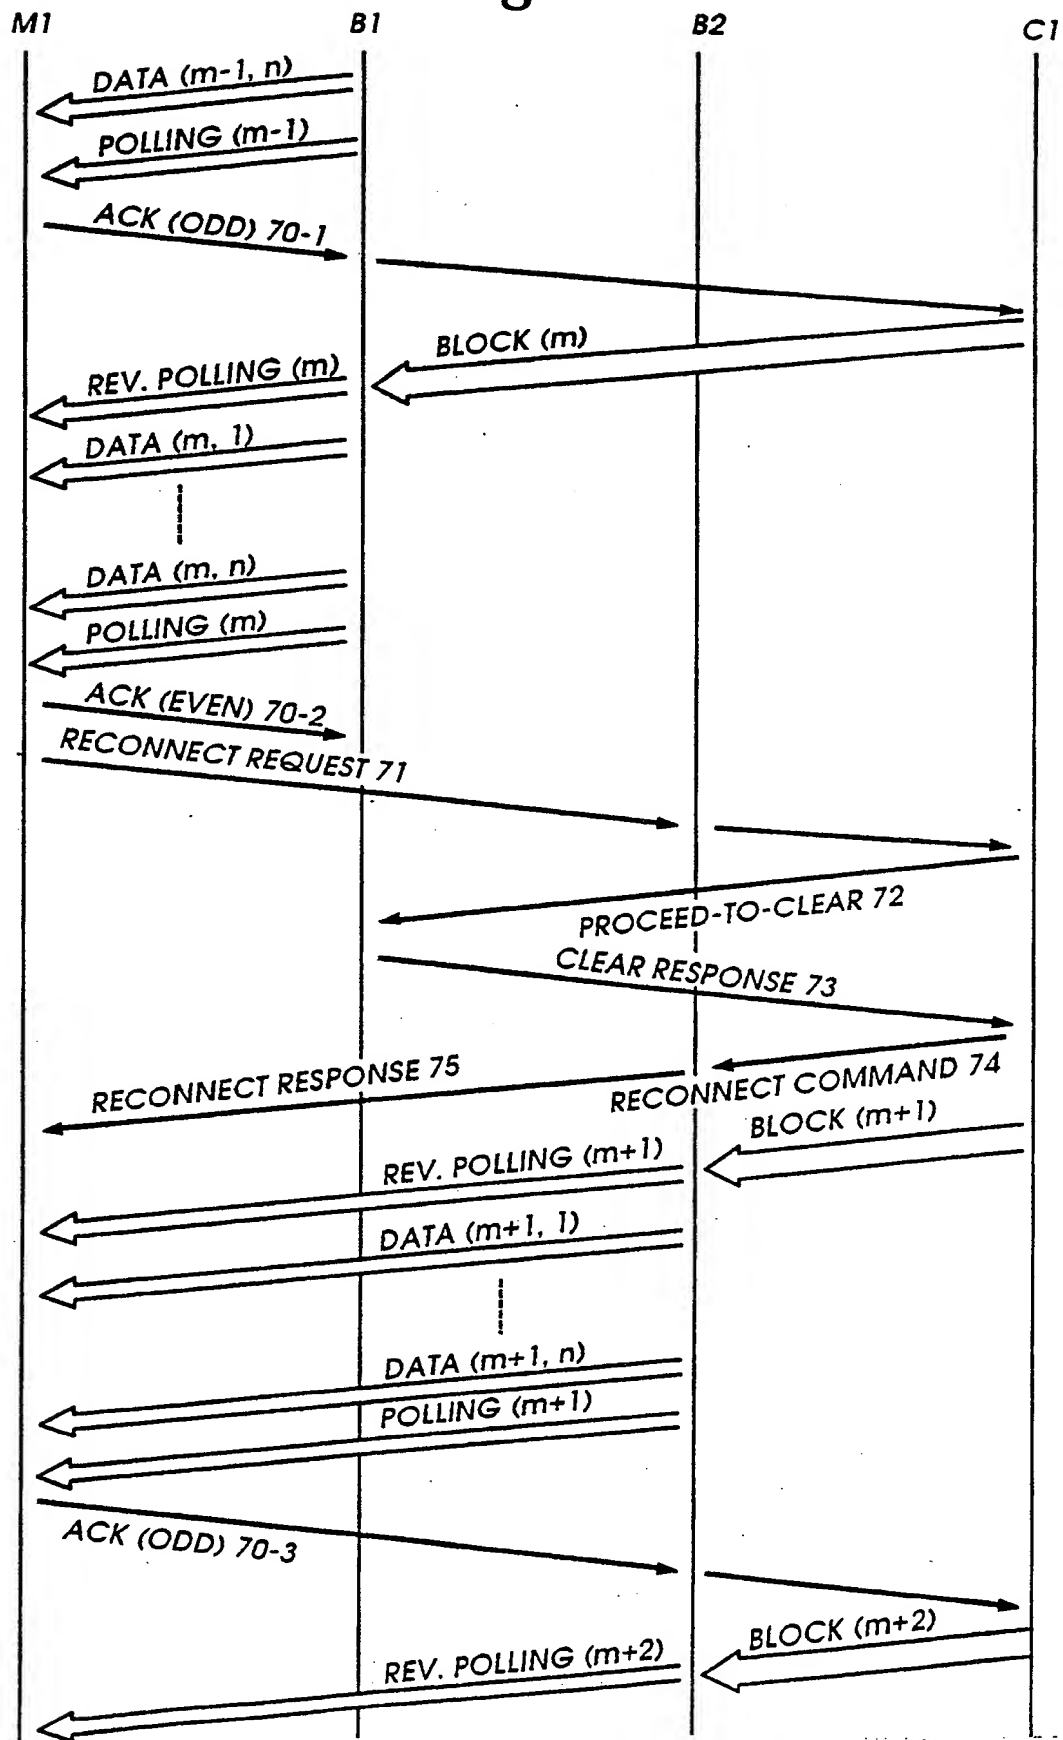 g
M1 B1 B2 C1
DATA (m-1, n)
POLLING (m-1)
ACK (ODD) 70-1
BLOCK (m)
REV. POLLING (m)
DATA (m, 1)
DATA (m, n)
POLLING (m)
ACK (EVEN) 70-2
RECONNECT REQUEST 71
PROCEED-TO-CLEAR 72
CLEAR RESPONSE 73
RECONNECT COMMAND 74
RECONNECT RESPONSE 75
BLOCK (m+1)
REV. POLLING (m+1)
DATA (m+1, 1)
DATA (m+1, n)
POLLING (m+1)
ACK (ODD) 70-3
BLOCK (m+2)
REV. POLLING (m+2)